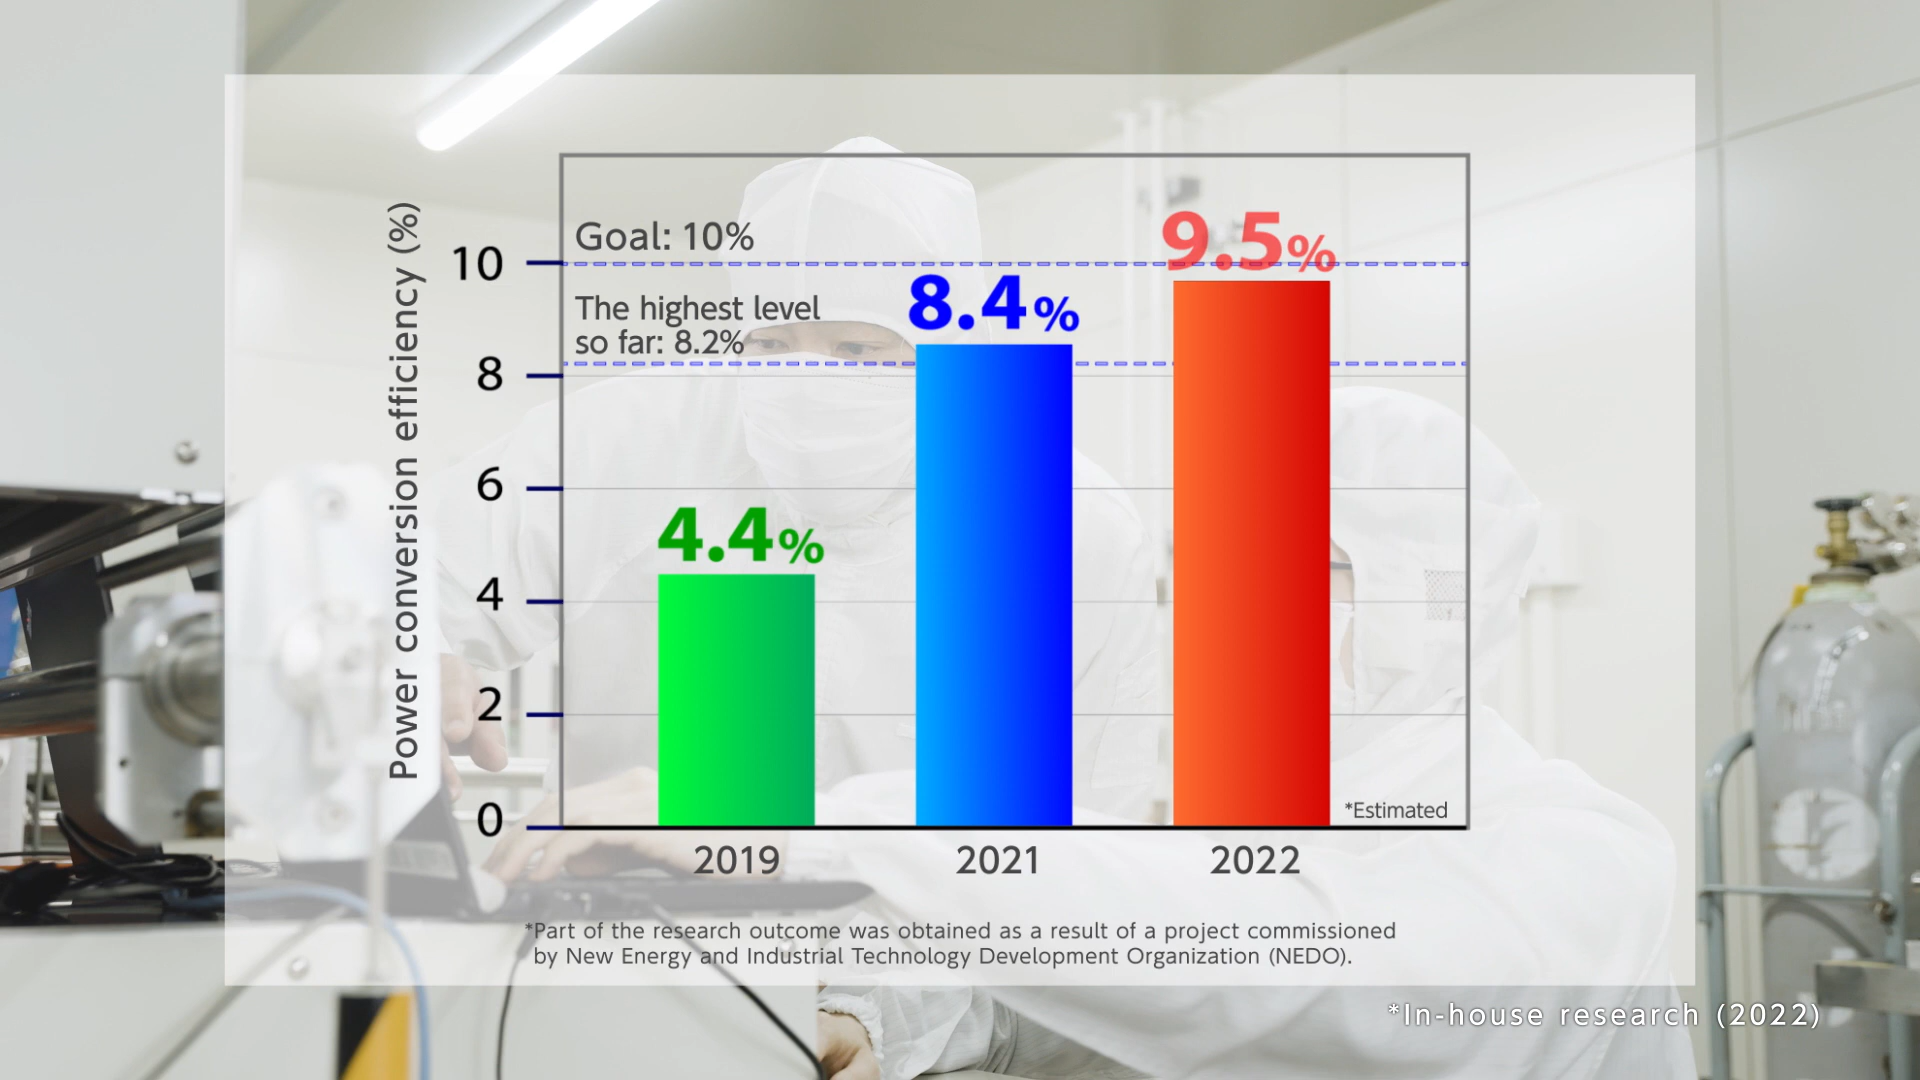 Power conversion efficiency (%)
10
8
6
4
2
0
Goal: 10%
The highest level
so far: 8.2%
4.4%
8.4%
9.5%
*Estimated
2019
2021
2022
*Part of the research outcome was obtained as a result of a project commissioned
by New Energy and Industrial Technology Development Organization (NEDO).
*In-house research (2022)